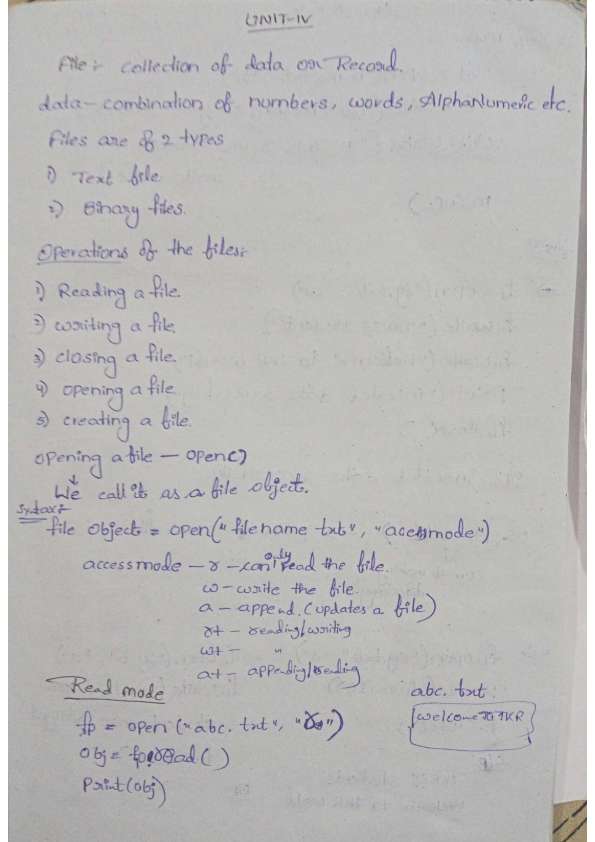 UNIT-IV
File:- collection of data or Record.
data- combination of numbers, words, AlphaNumeric etc.
Files are of 2 types
1) Text file
2) Binary files.
Operations of the files:-
1) Reading a file.
2) writing a file.
3) closing a file.
4) opening a file
5) creating a file.
opening a file — open()
↓
We call it as a file object.
Syntax:-
file object = open("filename txt", "acessmode")
access mode - r - only read the file.
w - write the file.
a - append. (updates a file)
r+ - reading/writing
w+ - "
a+ - appending/reading
Read mode
fp = open ("abc. txt", "r")
obj = fp.read ( )
Print(obj)
abc. txt:
welcome TO TKR